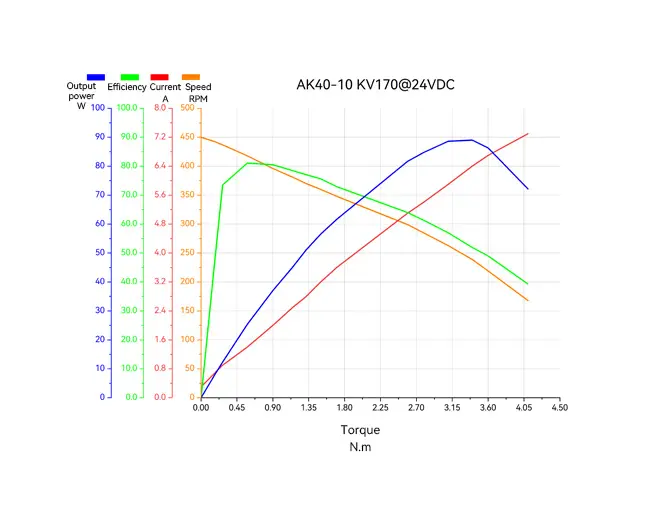 AK40-10 KV170@24VDC
Output power W
Efficiency
Current A
Speed RPM
100 100.0 8.0 500
90 90.0 7.2 450
80 80.0 6.4 400
70 70.0 5.6 350
60 60.0 4.8 300
50 50.0 4.0 250
40 40.0 3.2 200
30 30.0 2.4 150
20 20.0 1.6 100
10 10.0 0.8 50
0 0.0 0.0 0
0.00 0.45 0.90 1.35 1.80 2.25 2.70 3.15 3.60 4.05 4.50
Torque
N.m